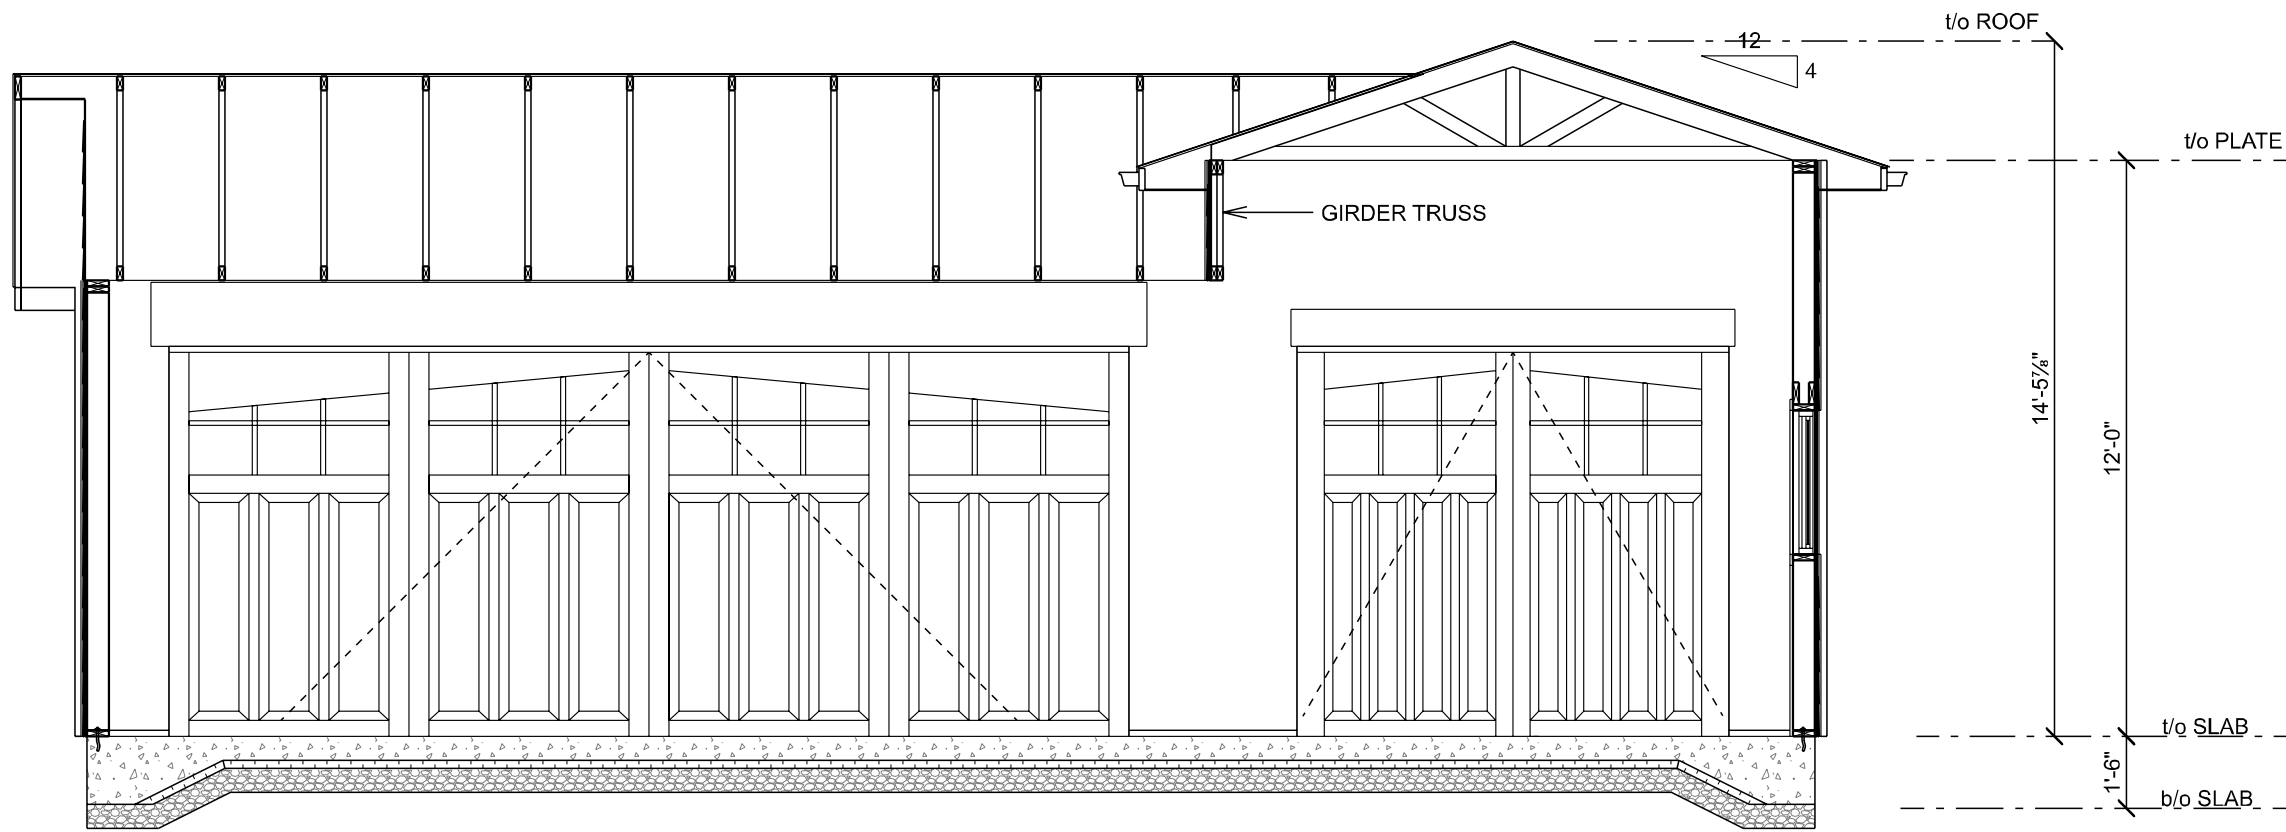 t/o ROOF
12
4
t/o PLATE
GIRDER TRUSS
14'-5⅞"
12'-0"
t/o SLAB
1'-6"
b/o SLAB